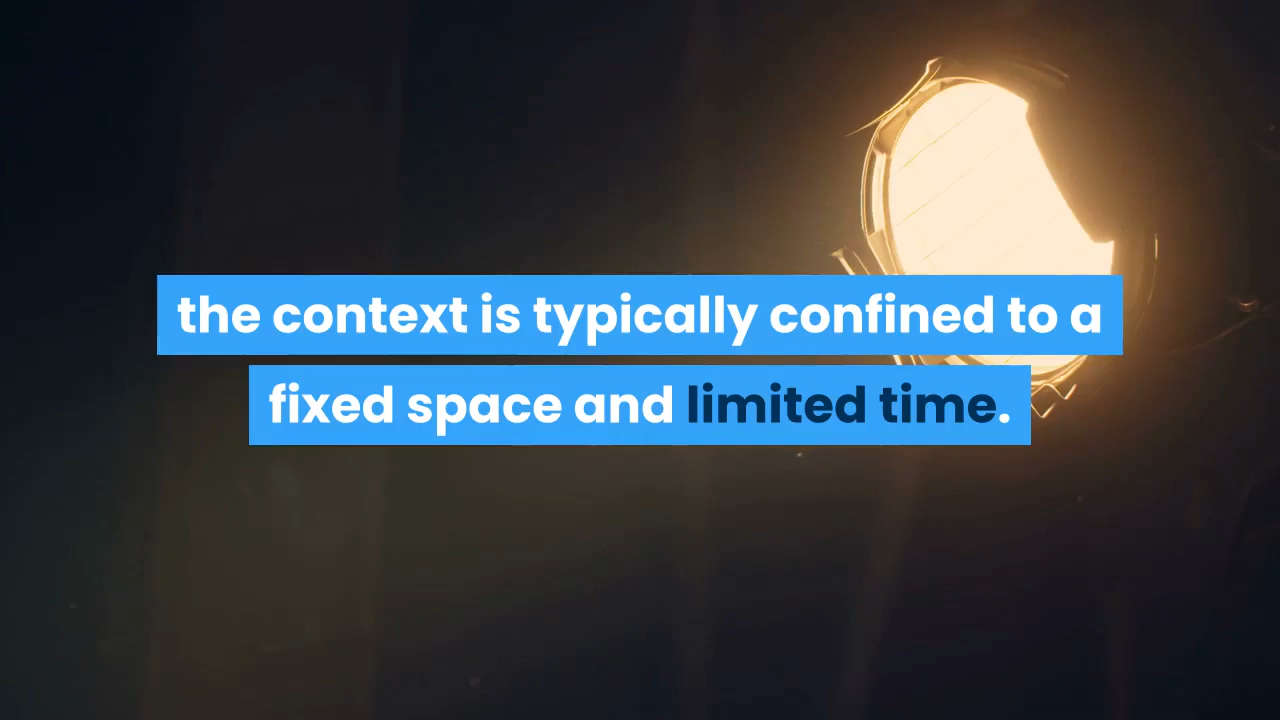 the context is typically confined to a
fixed space and limited time.